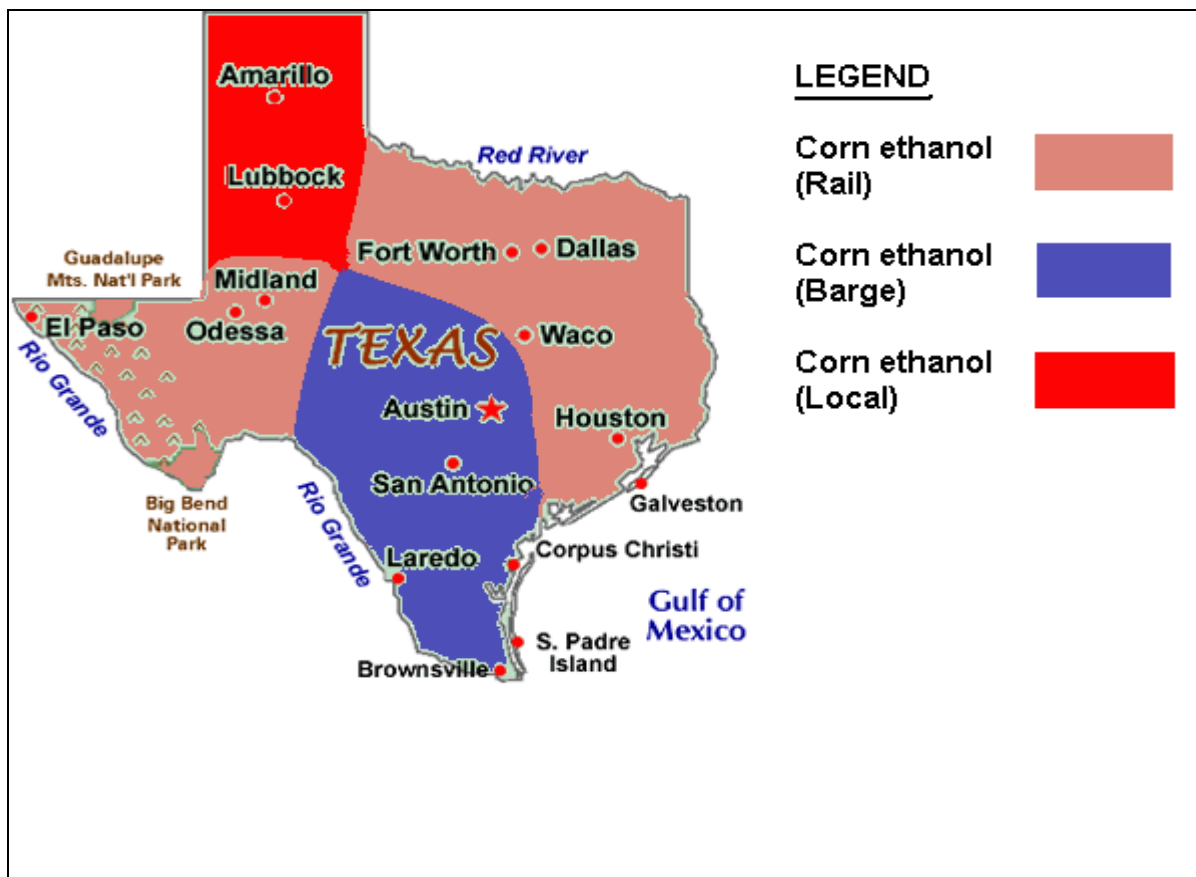 Amarillo
Lubbock
Red River
Fort Worth
Dallas
Guadalupe
Mts. Nat'l Park
Midland
El Paso
Odessa
TEXAS
Waco
Rio Grande
Austin
Houston
San Antonio
Big Bend
National
Park
Rio Grande
Galveston
Laredo
Corpus Christi
Gulf of
Mexico
S. Padre
Island
Brownsville
LEGEND
Corn ethanol
(Rail)
Corn ethanol
(Barge)
Corn ethanol
(Local)